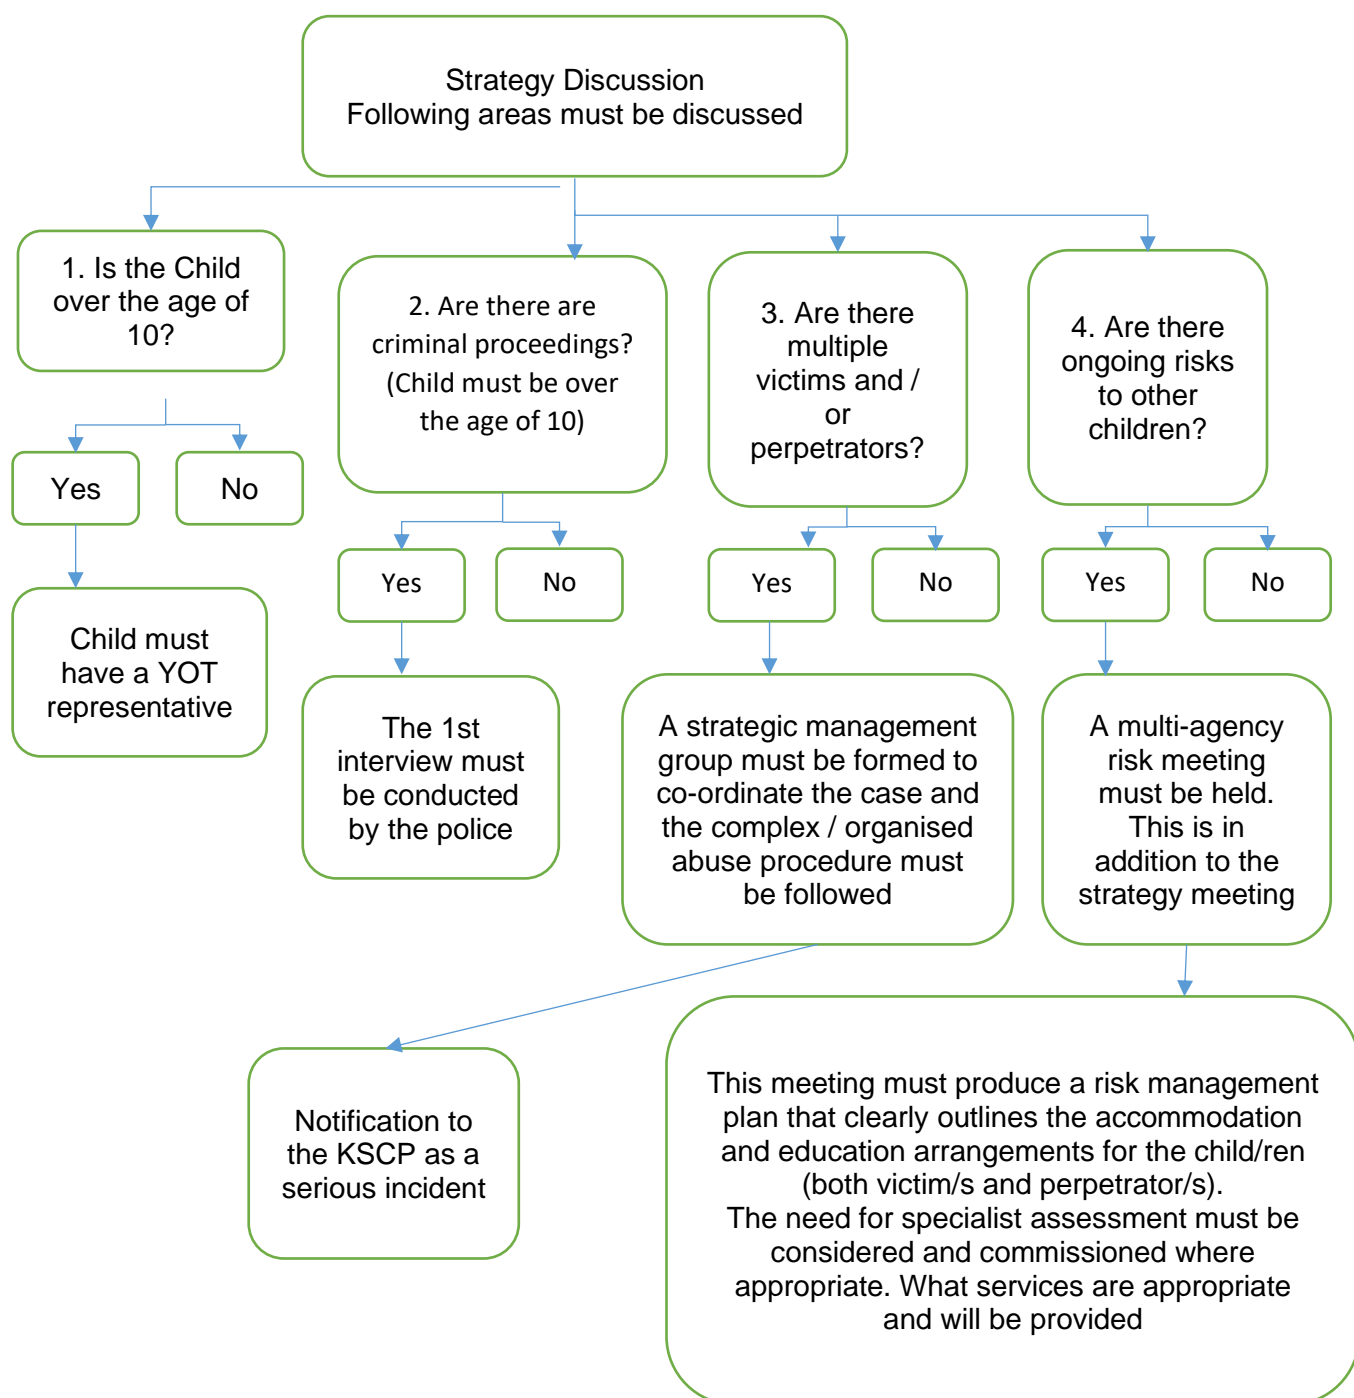 Strategy Discussion
Following areas must be discussed
1. Is the Child
over the age of
10?
Yes
No
Child must
have a YOT
representative
2. Are there are
criminal proceedings?
(Child must be over
the age of 10)
Yes
No
The 1st
interview must
be conducted
by the police
3. Are there
multiple
victims and /
or
perpetrators?
Yes
No
A strategic management
group must be formed to
co-ordinate the case and
the complex / organised
abuse procedure must
be followed
Notification to
the KSCP as a
serious incident
4. Are there
ongoing risks
to other
children?
Yes
No
A multi-agency
risk meeting
must be held.
This is in
addition to the
strategy meeting
This meeting must produce a risk management
plan that clearly outlines the accommodation
and education arrangements for the child/ren
(both victim/s and perpetrator/s).
The need for specialist assessment must be
considered and commissioned where
appropriate. What services are appropriate
and will be provided